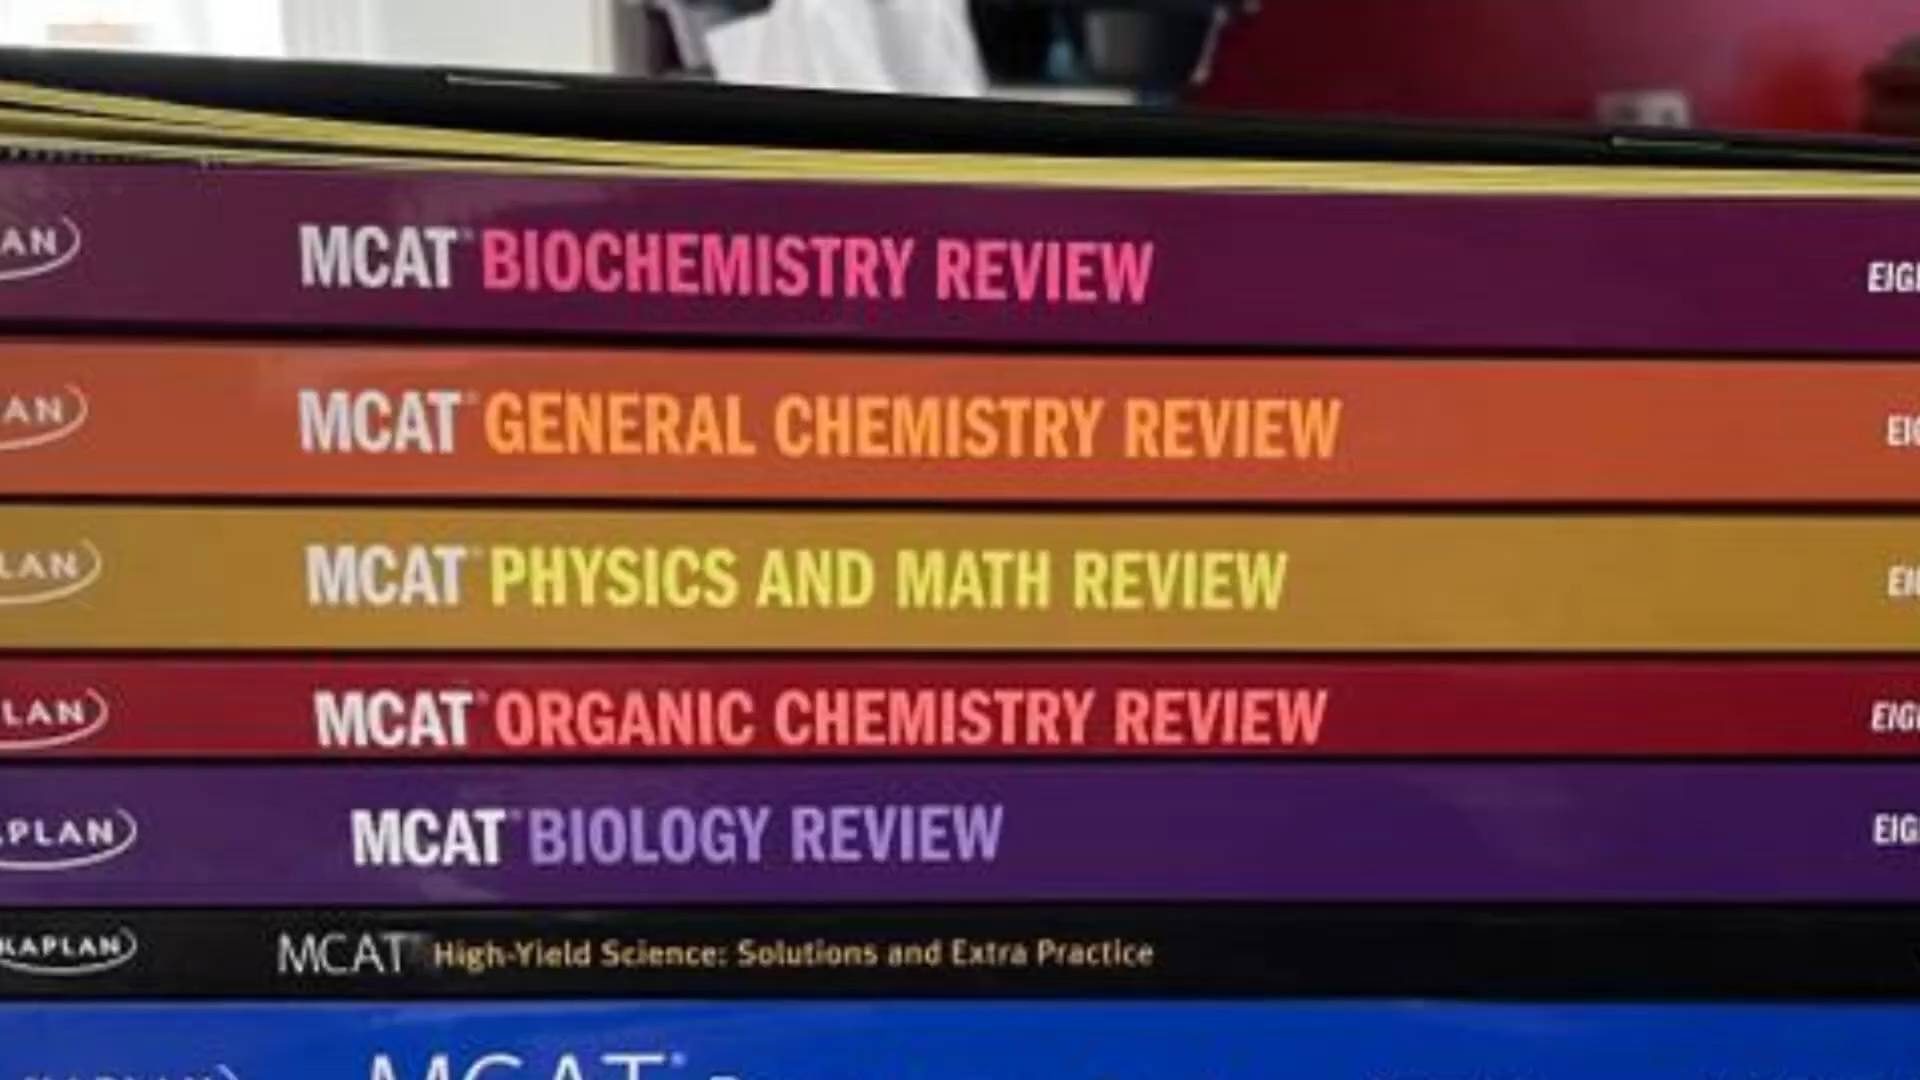 MCAT® BIOCHEMISTRY REVIEW
MCAT® GENERAL CHEMISTRY REVIEW
MCAT® PHYSICS AND MATH REVIEW
MCAT® ORGANIC CHEMISTRY REVIEW
MCAT® BIOLOGY REVIEW
KAPLAN MCAT® High-Yield Science: Solutions and Extra Practice
MCAT®